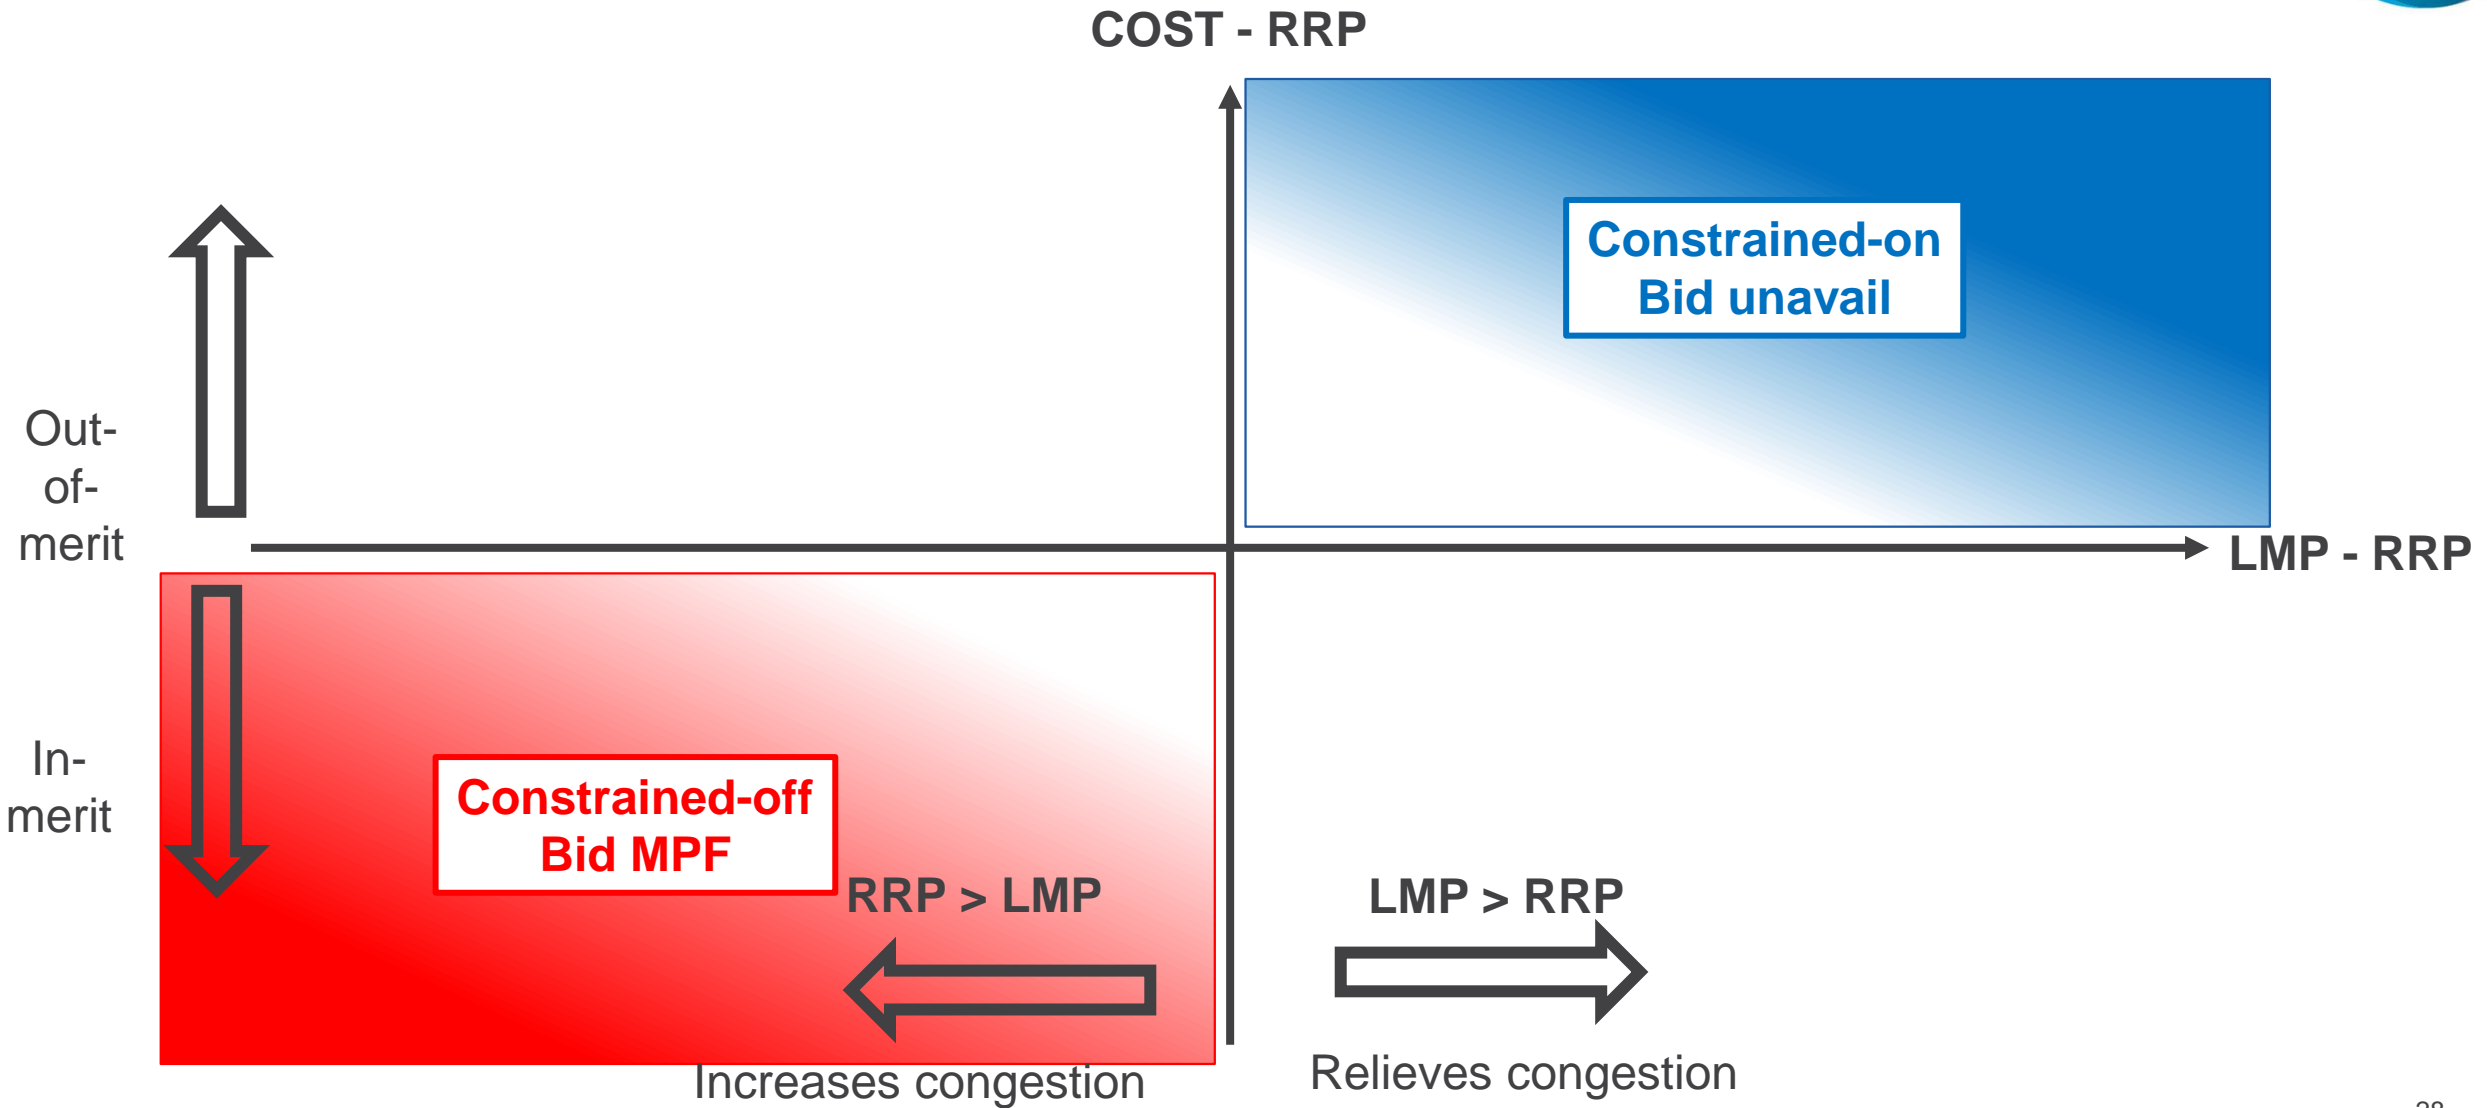 COST - RRP
Constrained-on
Bid unavail
Out-
of-
merit
LMP - RRP
In-
merit
Constrained-off
Bid MPF
RRP > LMP
LMP > RRP
Increases congestion
Relieves congestion